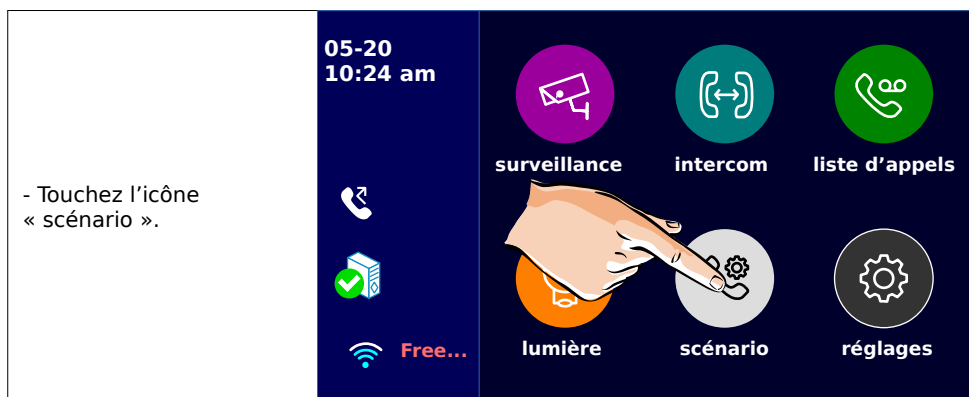 - Touchez l’icône
« scénario ».
05-20
10:24 am
Free...
surveillance
intercom
liste d’appels
lumière
scénario
réglages